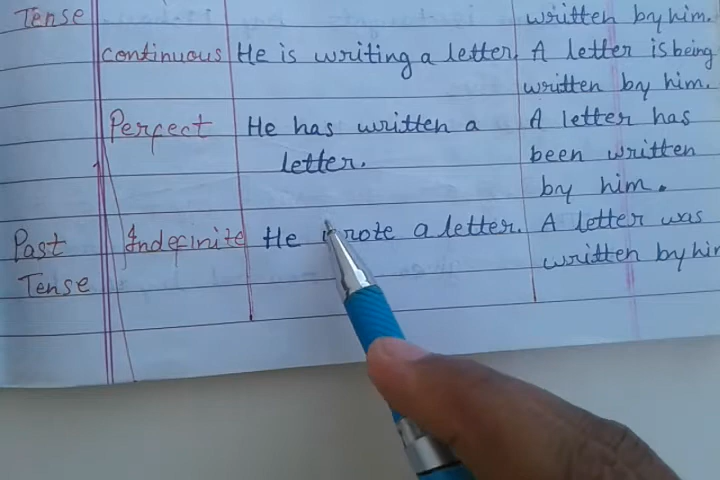 Tense written by him.
continuous He is writing a letter. A letter is being
written by him.
Perfect He has written a A letter has
letter. been written
by him.
Past Indefinite He wrote a letter. A letter was
Tense written by him